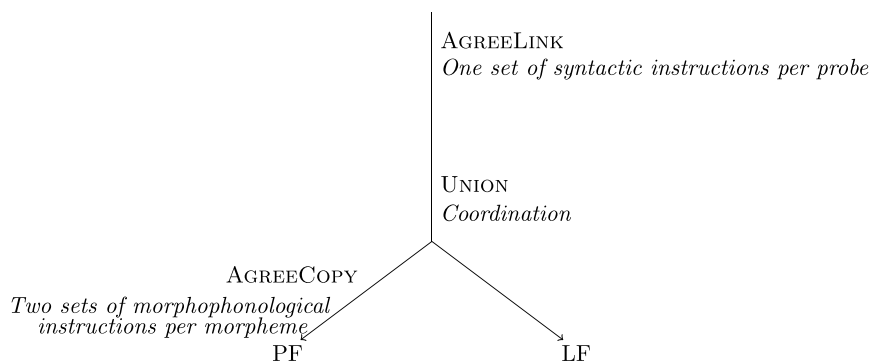 AgreeLink
One set of syntactic instructions per probe
Union
Coordination
AgreeCopy
Two sets of morphophonological
instructions per morpheme
PF
LF